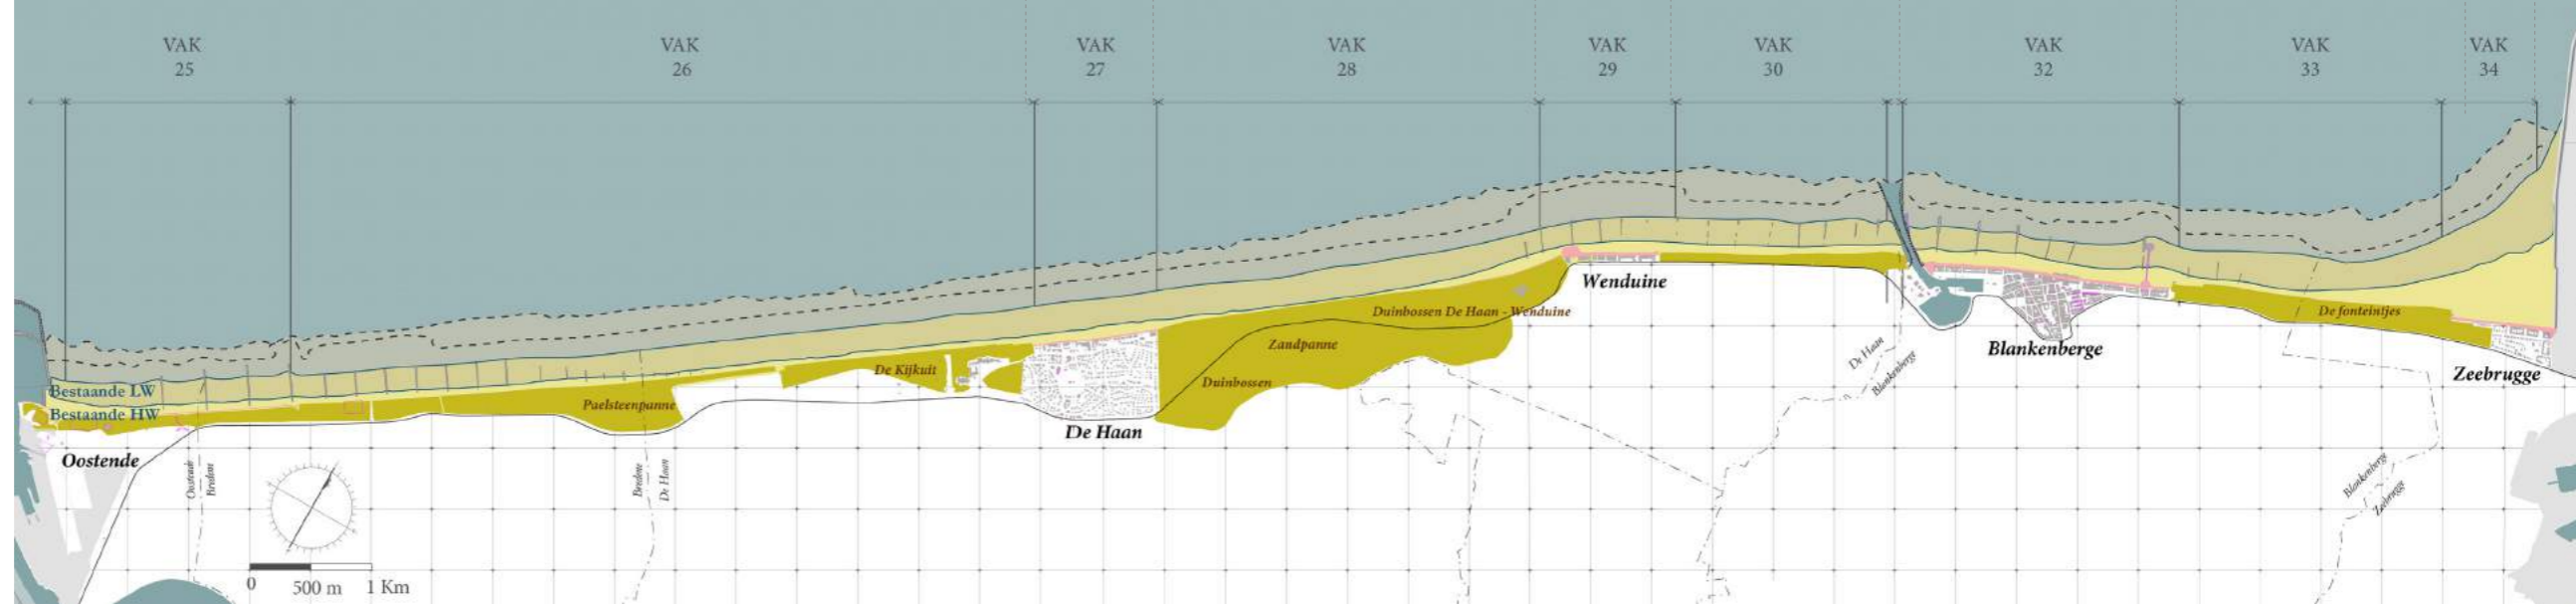 VAK
25
VAK
26
VAK
27
VAK
28
VAK
29
VAK
30
VAK
32
VAK
33
VAK
34
Bestaande LW
Bestaande HW
Oostende
Oostende
Bredene
Paelsteenpanne
Bredene
De Haan
De Kijkuit
De Haan
Duinbossen De Haan - Wenduine
Zandpanne
Duinbossen
Wenduine
De Haan
Blankenberge
Blankenberge
De fonteintjes
Zeebrugge
Blankenberge
Zeebrugge
0 500 m 1 Km